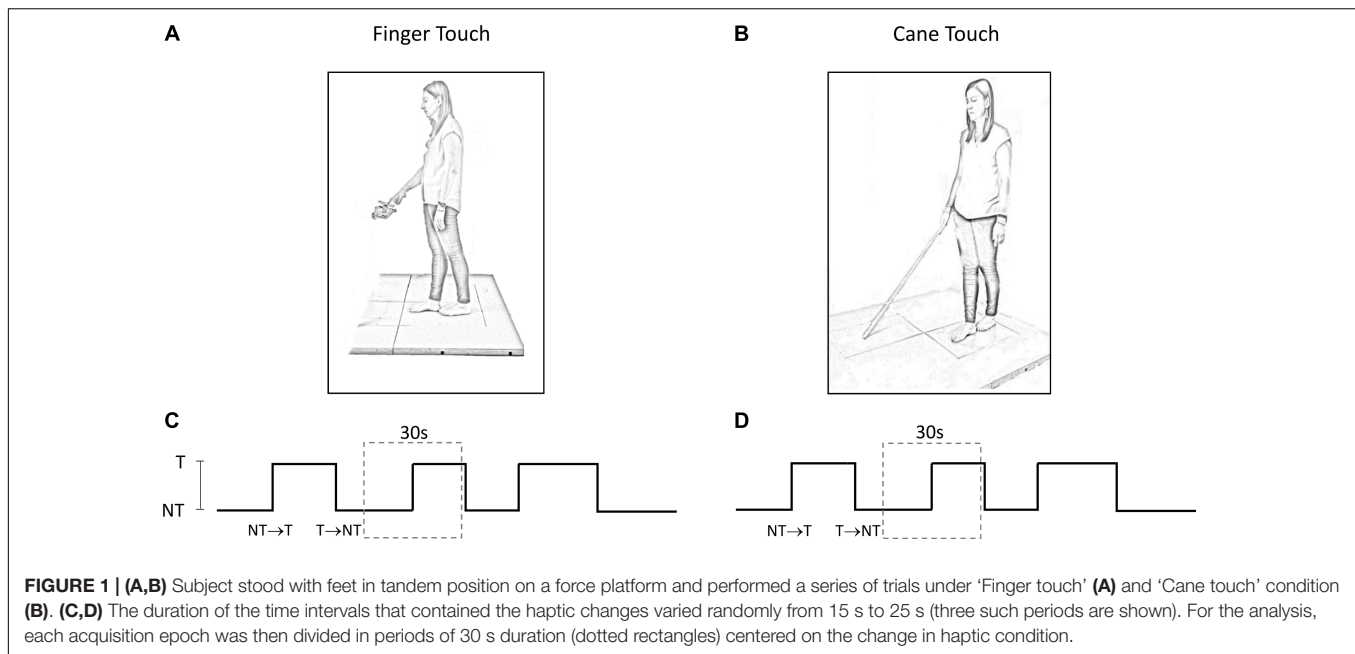 A
Finger Touch
B
Cane Touch
C
30s
T
NT
NT→T T→NT
D
30s
NT→T T→NT
FIGURE 1 | (A,B) Subject stood with feet in tandem position on a force platform and performed a series of trials under ‘Finger touch’ (A) and ‘Cane touch’ condition
(B). (C,D) The duration of the time intervals that contained the haptic changes varied randomly from 15 s to 25 s (three such periods are shown). For the analysis,
each acquisition epoch was then divided in periods of 30 s duration (dotted rectangles) centered on the change in haptic condition.